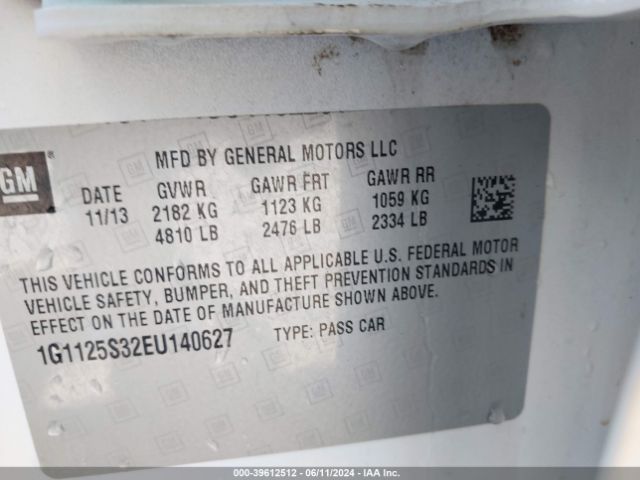 MFD BY GENERAL MOTORS LLC
GM ®
DATE GVWR GAWR FRT GAWR RR
11/13 2182 KG 1123 KG 1059 KG
4810 LB 2476 LB 2334 LB
THIS VEHICLE CONFORMS TO ALL APPLICABLE U.S. FEDERAL MOTOR
VEHICLE SAFETY, BUMPER, AND THEFT PREVENTION STANDARDS IN
EFFECT ON THE DATE OF MANUFACTURE SHOWN ABOVE.
1G1125S32EU140627 TYPE: PASS CAR
000-39612512 - 06/11/2024 - IAA Inc.